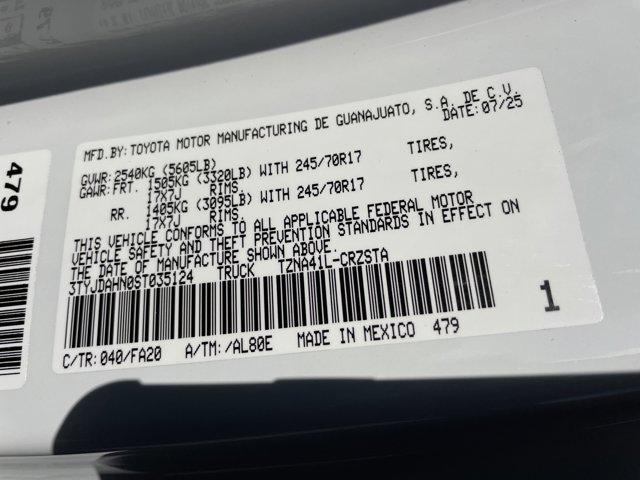 MFD.BY: TOYOTA MOTOR MANUFACTURING DE GUANAJUATO, S.A. DE C.V.
DATE: 07/25
GVWR: 2540KG (5605LB)
GAWR: FRT. 1505KG (3320LB) WITH 245/70R17 TIRES,
17X7J RIMS.
RR. 1405KG (3095LB) WITH 245/70R17 TIRES,
17X7J RIMS.
THIS VEHICLE CONFORMS TO ALL APPLICABLE FEDERAL MOTOR
VEHICLE SAFETY AND THEFT PREVENTION STANDARDS IN EFFECT ON
THE DATE OF MANUFACTURE SHOWN ABOVE.
3TYJDAHN0ST035124 TRUCK TZNA41L-CRZSTA
C/TR: 040/FA20 A/TM: /AL80E MADE IN MEXICO 479
1
479